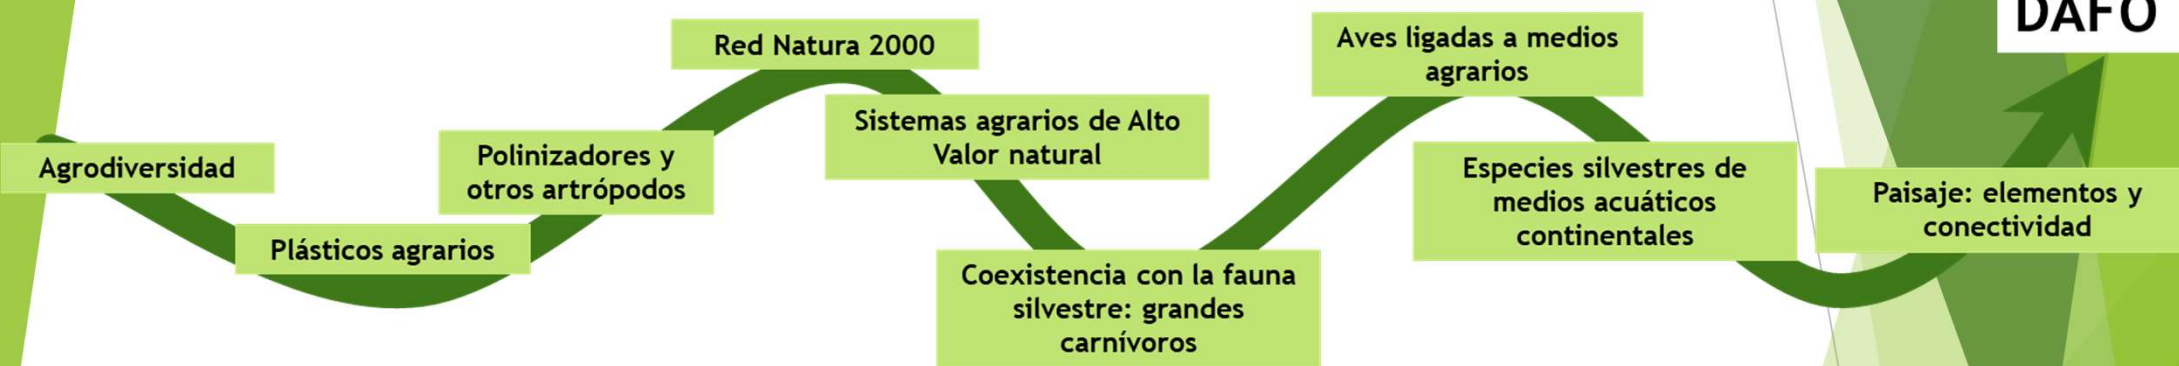 Agrodiversidad
Plásticos agrarios
Polinizadores y
otros artrópodos
Red Natura 2000
Sistemas agrarios de Alto
Valor natural
Coexistencia con la fauna
silvestre: grandes
carnívoros
Aves ligadas a medios
agrarios
Especies silvestres de
medios acuáticos
continentales
Paisaje: elementos y
conectividad
DAFO